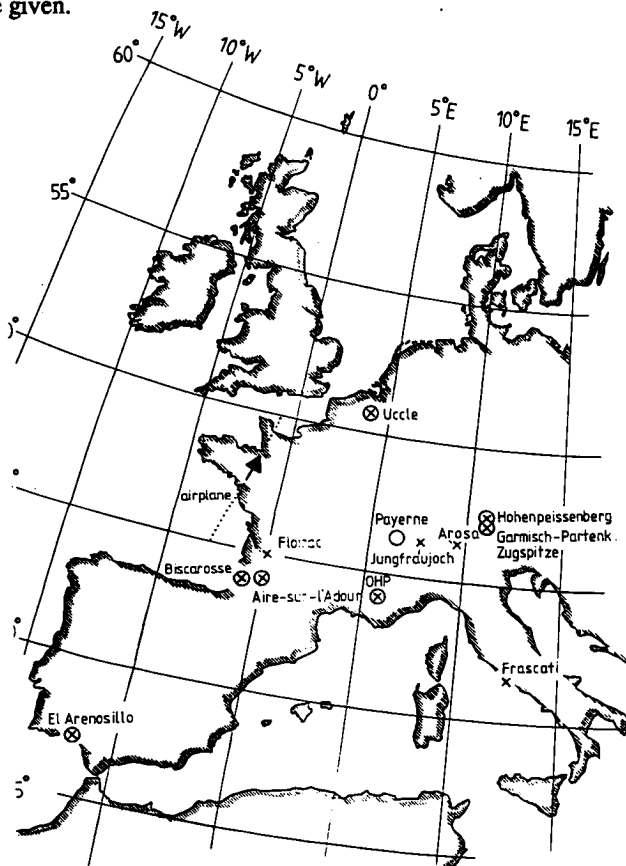 e given.
15°W
10°W
5°W
0°
5°E
10°E
15°E
60°
55°
Uccle
airplane
Payerne
Arosa
Hohenpeissenberg
Garmisch-Partenk.
Zugspitze
Jungfraujoch
Biscarosse
Aire-sur-l'Adour
OHP
Frascati
El Arenosillo